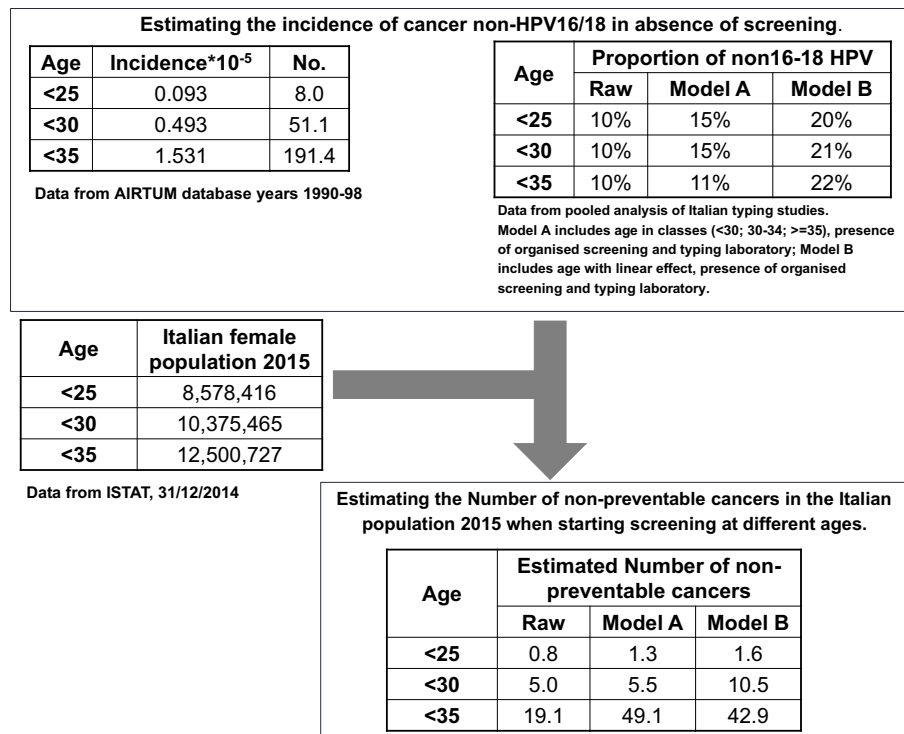 Estimating the incidence of cancer non-HPV16/18 in absence of screening.
Age Incidence*10-5 No.
<25 0.093 8.0
<30 0.493 51.1
<35 1.531 191.4
Data from AIRTUM database years 1990-98
Age Proportion of non16-18 HPV
Raw Model A Model B
<25 10% 15% 20%
<30 10% 15% 21%
<35 10% 11% 22%
Data from pooled analysis of Italian typing studies.
Model A includes age in classes (<30; 30-34; >=35), presence
of organised screening and typing laboratory; Model B
includes age with linear effect, presence of organised
screening and typing laboratory.
Age Italian female
population 2015
<25 8,578,416
<30 10,375,465
<35 12,500,727
Data from ISTAT, 31/12/2014
Estimating the Number of non-preventable cancers in the Italian
population 2015 when starting screening at different ages.
Age Estimated Number of non-
preventable cancers
Raw Model A Model B
<25 0.8 1.3 1.6
<30 5.0 5.5 10.5
<35 19.1 49.1 42.9